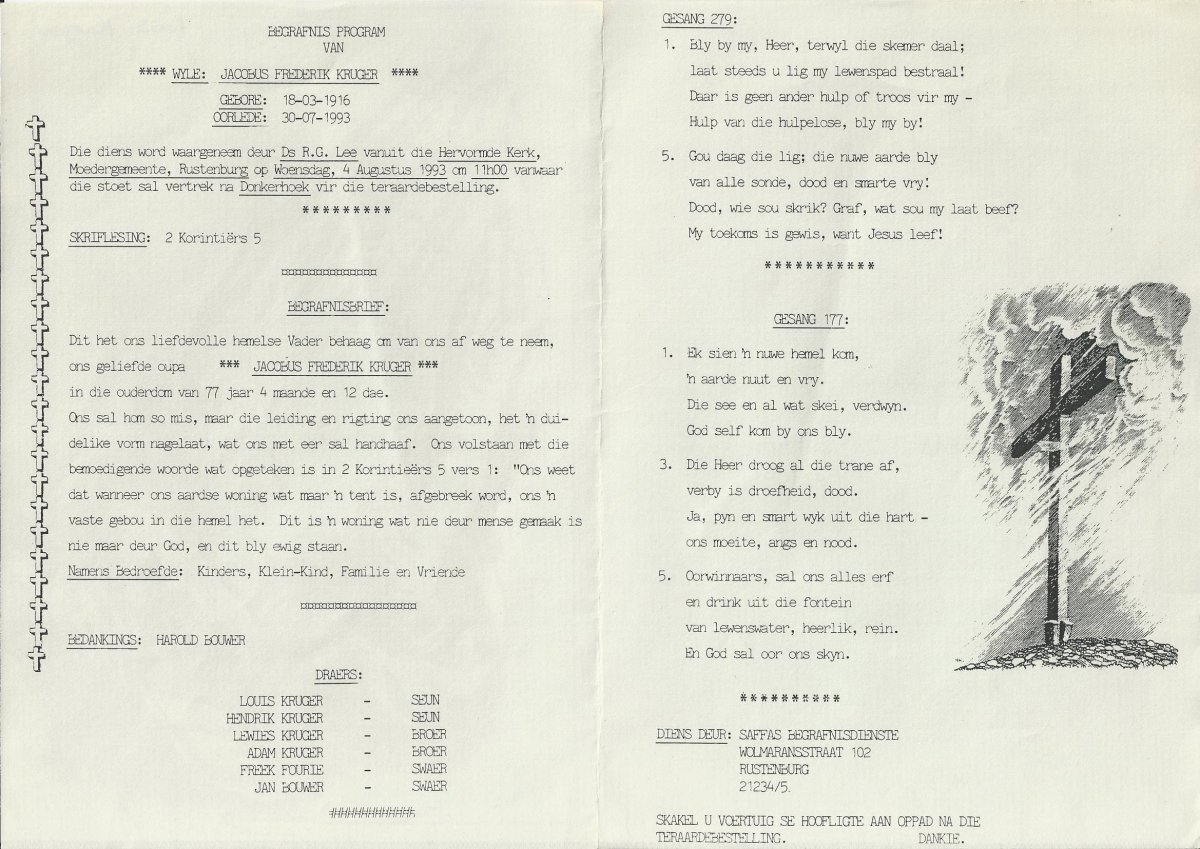 BEGRAFNIS PROGRAM
VAN
**** WYLE: JACOBUS FREDERIK KRUGER ****
GEBORE: 18-03-1916
OORLEDE: 30-07-1993
Die diens word waargeneem deur Ds R.G. Lee vanuit die Hervormde Kerk,
Moedergemeente, Rustenburg op Woensdag, 4 Augustus 1993 om 11h00 vanwaar
die stoet sal vertrek na Donkerhoek vir die teraardebestelling.
*********
SKRIFLESING: 2 Korintiërs 5
BEGRAFNISBRIEF:
Dit het ons liefdevolle hemelse Vader behaag om van ons af weg te neem,
ons geliefde oupa *** JACOBUS FREDERIK KRUGER ***
in die ouderdom van 77 jaar 4 maande en 12 dae.
Ons sal hom so mis, maar die leiding en rigting ons aangetoon, het 'n dui-
delike vorm nagelaat, wat ons met eer sal handhaaf. Ons volstaan met die
bemoedigende woorde wat opgeteken is in 2 Korintieërs 5 vers 1: "Ons weet
dat wanneer ons aardse woning wat maar 'n tent is, afgebreek word, ons 'n
vaste gebou in die hemel het. Dit is 'n woning wat nie deur mense gemaak is
nie maar deur God, en dit bly ewig staan.
Namens Bedroefde: Kinders, Klein-Kind, Familie en Vriende
BEDANKINGS: HAROLD BOUWER
DRAERS:
LOUIS KRUGER - SEUN
HENDRIK KRUGER - SEUN
LEWIES KRUGER - BROER
ADAM KRUGER - BROER
FREEK FOURIE - SWAER
JAN BOUWER - SWAER
############
GESANG 279:
1. Bly by my, Heer, terwyl die skemer daal;
laat steeds u lig my lewenspad bestraal!
Daar is geen ander hulp of troos vir my -
Hulp van die hulpelose, bly my by!
5. Gou daag die lig; die nuwe aarde bly
van alle sonde, dood en smarte vry!
Dood, wie sou skrik? Graf, wat sou my laat beef?
My toekoms is gewis, want Jesus leef!
***********
GESANG 177:
1. Ek sien 'n nuwe hemel kom,
'n aarde nuut en vry.
Die see en al wat skei, verdwyn.
God self kom by ons bly.
3. Die Heer droog al die trane af,
verby is droefheid, dood.
Ja, pyn en smart wyk uit die hart -
ons moeite, angs en nood.
5. Oorwinnaars, sal ons alles erf
en drink uit die fontein
van lewenswater, heerlik, rein.
En God sal oor ons skyn.
**********
DIENS DEUR: SAFFAS BEGRAFNISDIENSTE
WOLMARANSSTRAAT 102
RUSTENBURG
21234/5.
SKAKEL U VOERTUIG SE HOOFLIGTE AAN OPPAD NA DIE
TERAARDEBESTELLING. DANKIE.